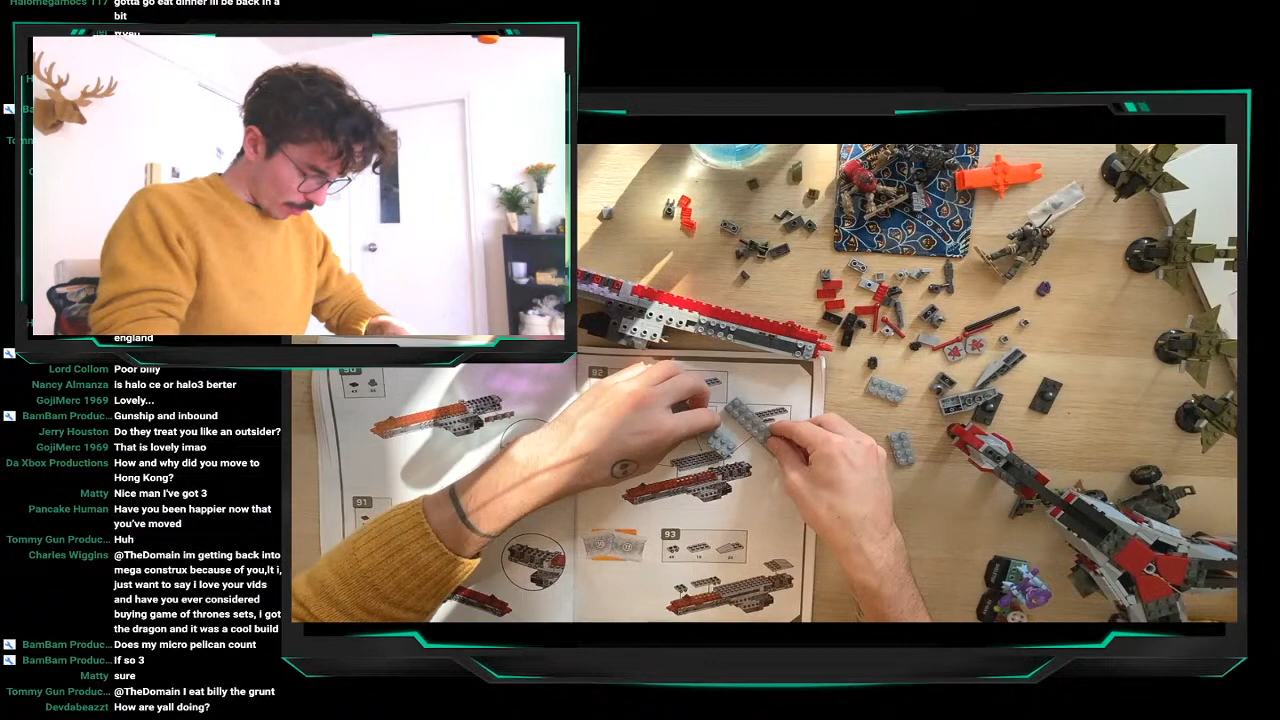 Halomegamocs 117 gotta go eat dinner ill be back in a
bit
woah
england
Lord Collom Poor billy
Nancy Almanza is halo ce or halo3 berter
GojiMerc 1969 Lovely...
BamBam Produc... Gunship and inbound
Jerry Houston Do they treat you like an outsider?
GojiMerc 1969 That is lovely imao
Da Xbox Productions How and why did you move to
Hong Kong?
Matty Nice man I've got 3
Pancake Human Have you been happier now that
you've moved
Tommy Gun Produc... Huh
Charles Wiggins @TheDomain im getting back into
mega construx because of you,It i,
just want to say i love your vids
and have you ever considered
buying game of thrones sets, i got
the dragon and it was a cool build
BamBam Produc... Does my micro pelican count
BamBam Produc... If so 3
Matty sure
Tommy Gun Produc... @TheDomain I eat billy the grunt
Devdabeazzt How are yall doing?
90
92
91
93